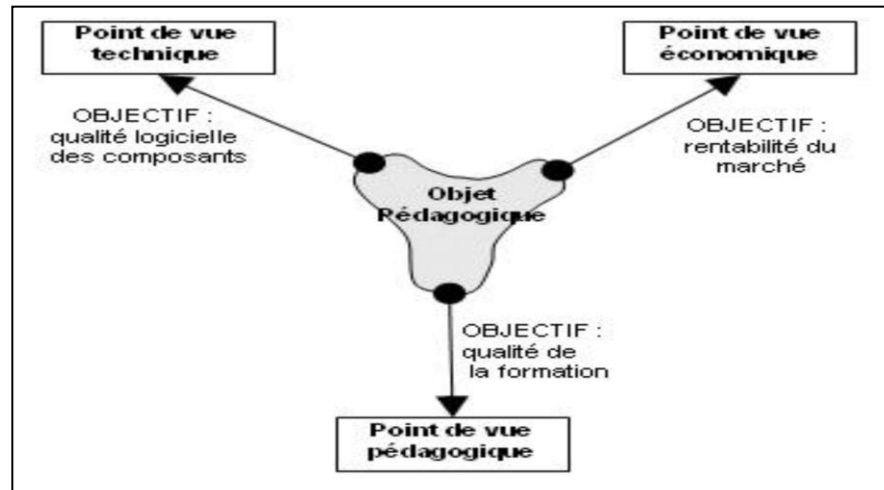 Point de vue
technique
Point de vue
économique
OBJECTIF :
qualité logicielle
des composants
OBJECTIF :
rentabilité du
marché
Objet
Pédagogique
OBJECTIF :
qualité de
la formation
Point de vue
pédagogique